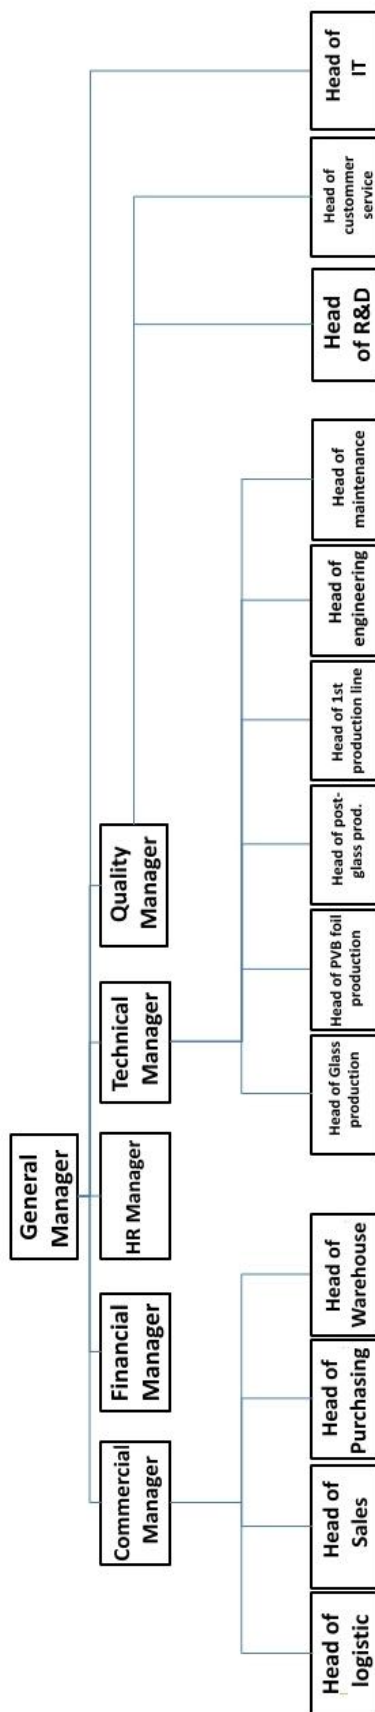 General
Manager
Commercial
Manager
Financial
Manager
HR Manager
Technical
Manager
Quality
Manager
Head of
logistic
Head of
Sales
Head of
Purchasing
Head of
Warehouse
Head of Glass
production
Head of PVB foil
production
Head of post-
glass prod.
Head of 1st
production line
Head of
engineering
Head of
maintenance
Head
of R&D
Head of
custommer
service
Head of
IT